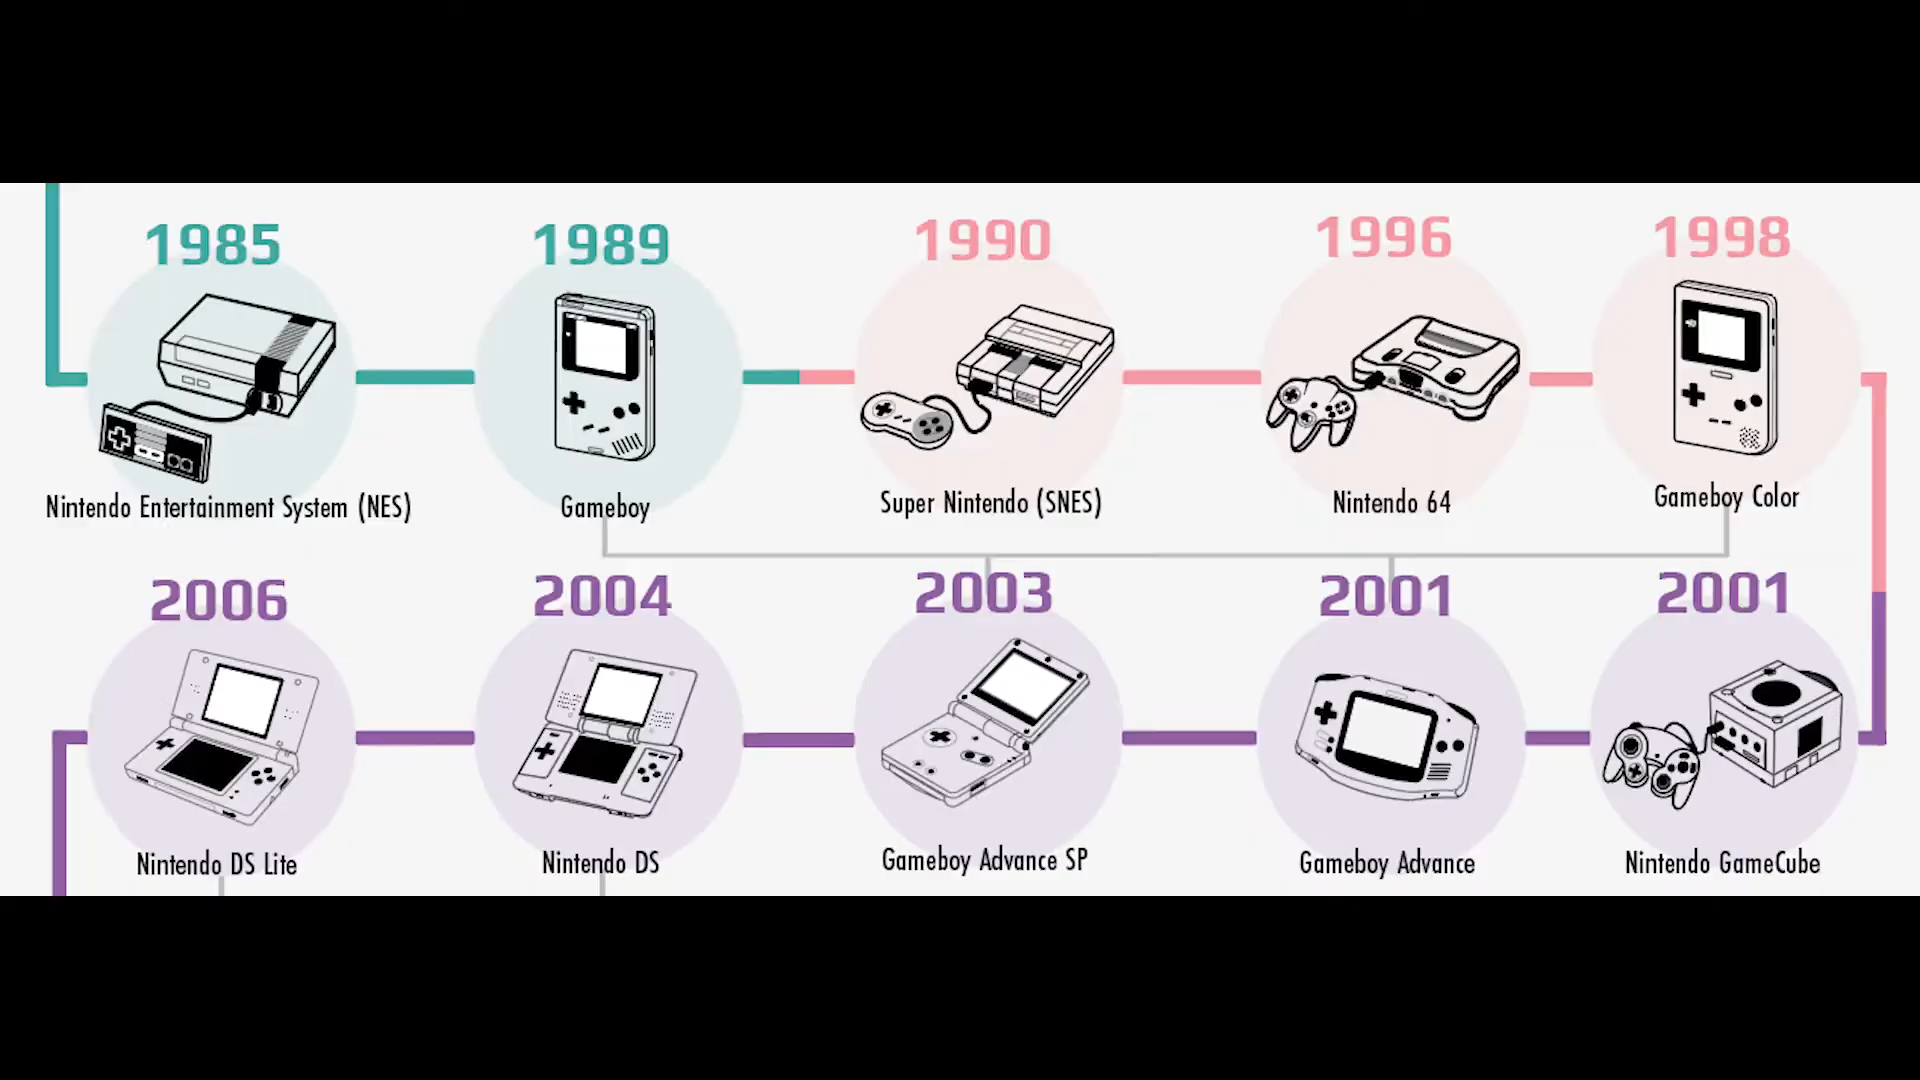 1985
1989
1990
1996
1998
Nintendo Entertainment System (NES)
Gameboy
Super Nintendo (SNES)
Nintendo 64
Gameboy Color
2006
2004
2003
2001
2001
Nintendo DS Lite
Nintendo DS
Gameboy Advance SP
Gameboy Advance
Nintendo GameCube